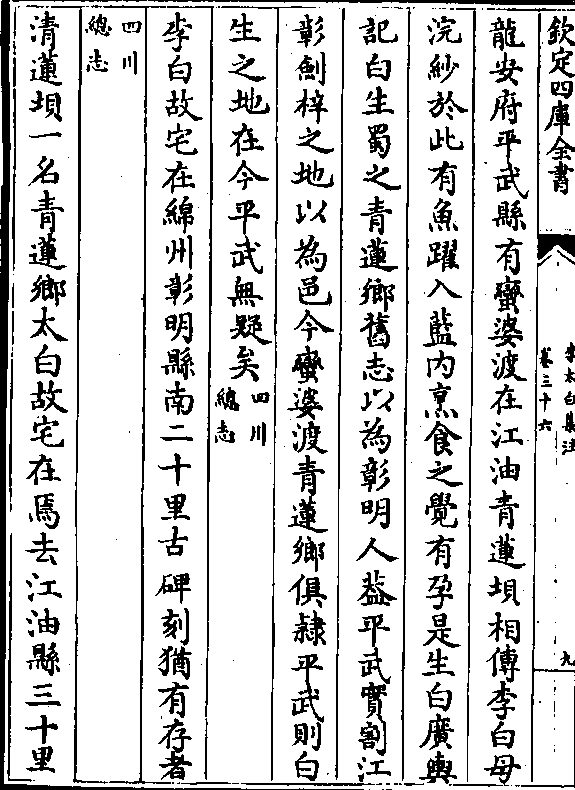 欽定四庫全書
李太白集注
卷三十六
九
龍安府平武縣有蠻婆渡在江油青蓮壩相傳李白母
浣紗於此有魚躍入籃内烹食之覺有孕是生白廣輿
記白生蜀之青蓮鄉舊志以為彰明人葢平武實割江
彰劍梓之地以為邑今蠻婆渡青蓮鄉俱隷平武則白
生之地在今平武無疑矣四川
總志
李白故宅在綿州彰明縣南二十里古碑刻猶有存者
四川
總志
清蓮壩一名青蓮鄉太白故宅在焉去江油縣三十里